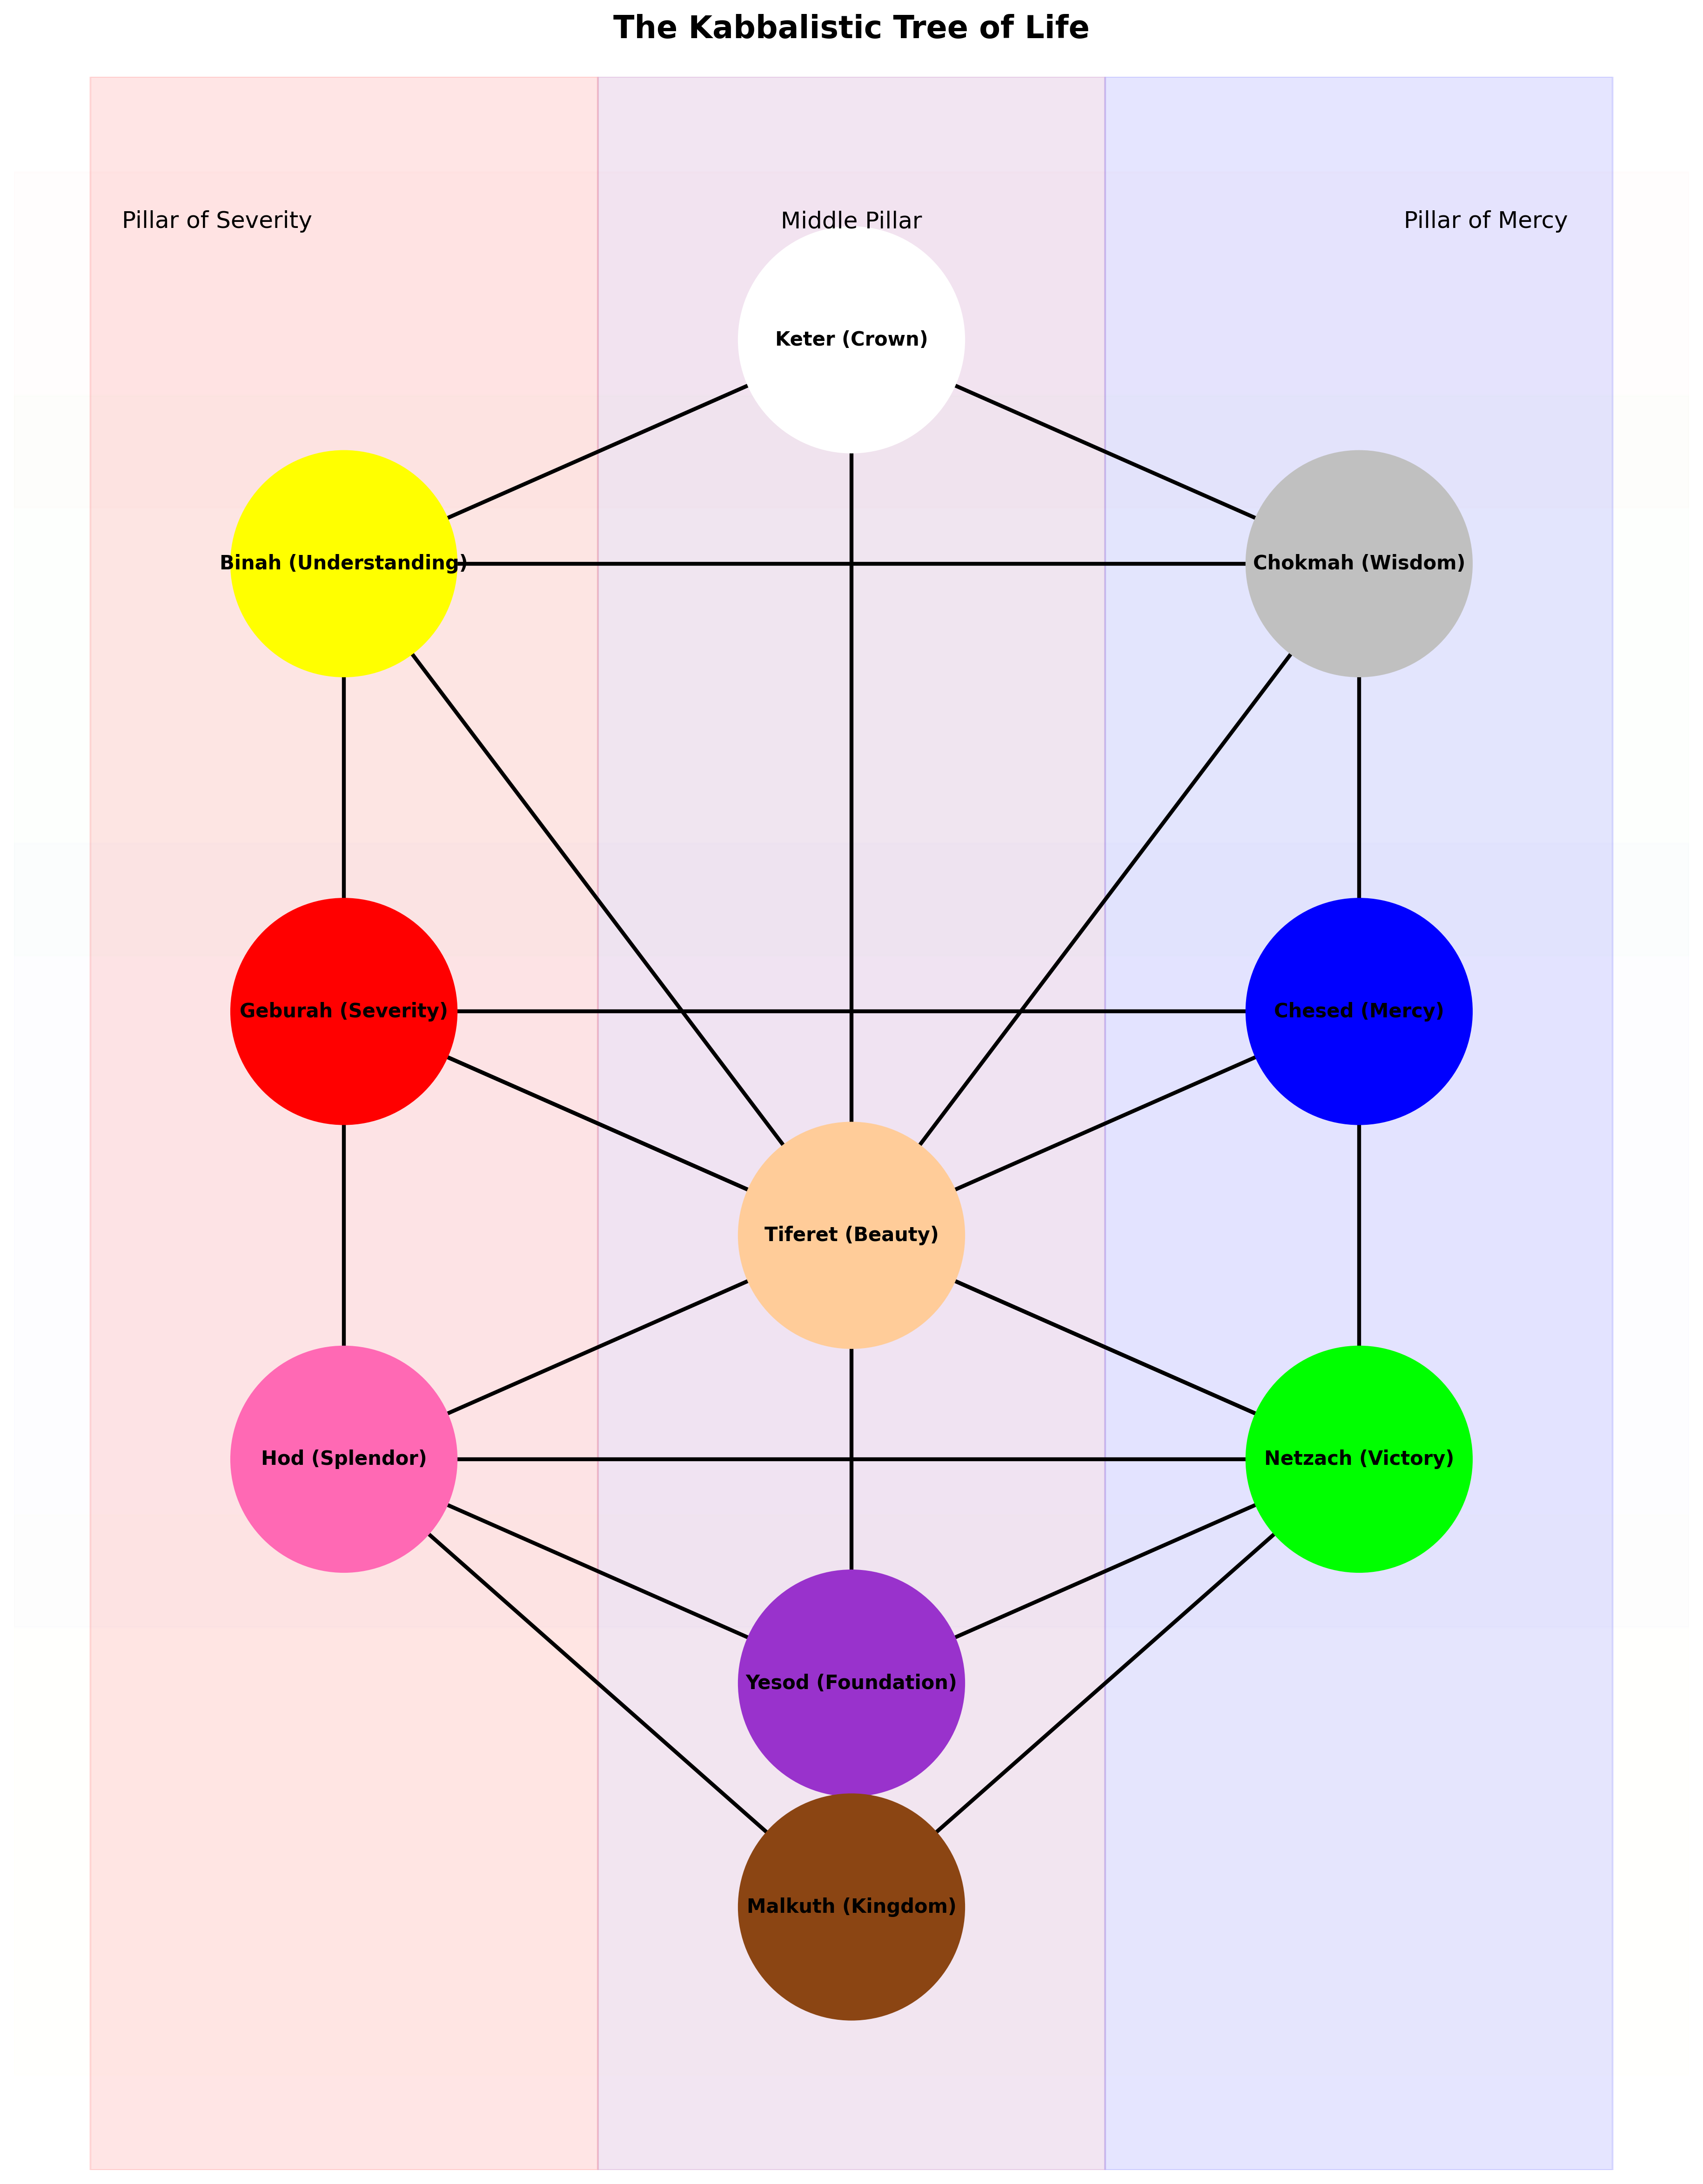 The Kabbalistic Tree of Life
Pillar of Severity
Middle Pillar
Pillar of Mercy
Keter (Crown)
Binah (Understanding)
Chokmah (Wisdom)
Geburah (Severity)
Chesed (Mercy)
Tiferet (Beauty)
Hod (Splendor)
Netzach (Victory)
Yesod (Foundation)
Malkuth (Kingdom)